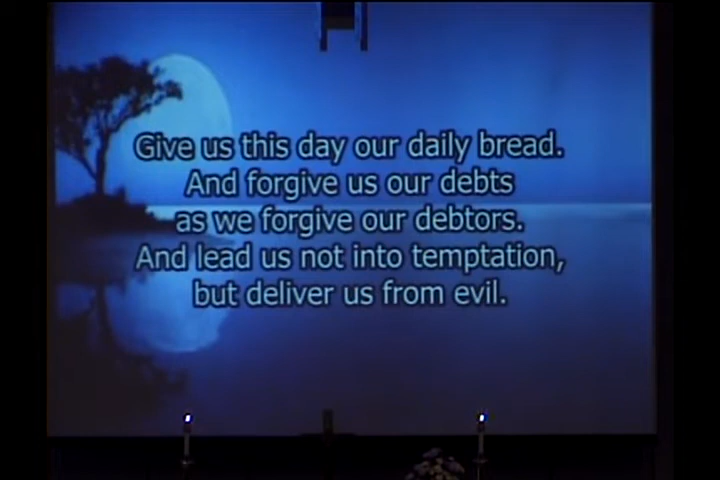 Give us this day our daily bread.
And forgive us our debts
as we forgive our debtors.
And lead us not into temptation,
but deliver us from evil.